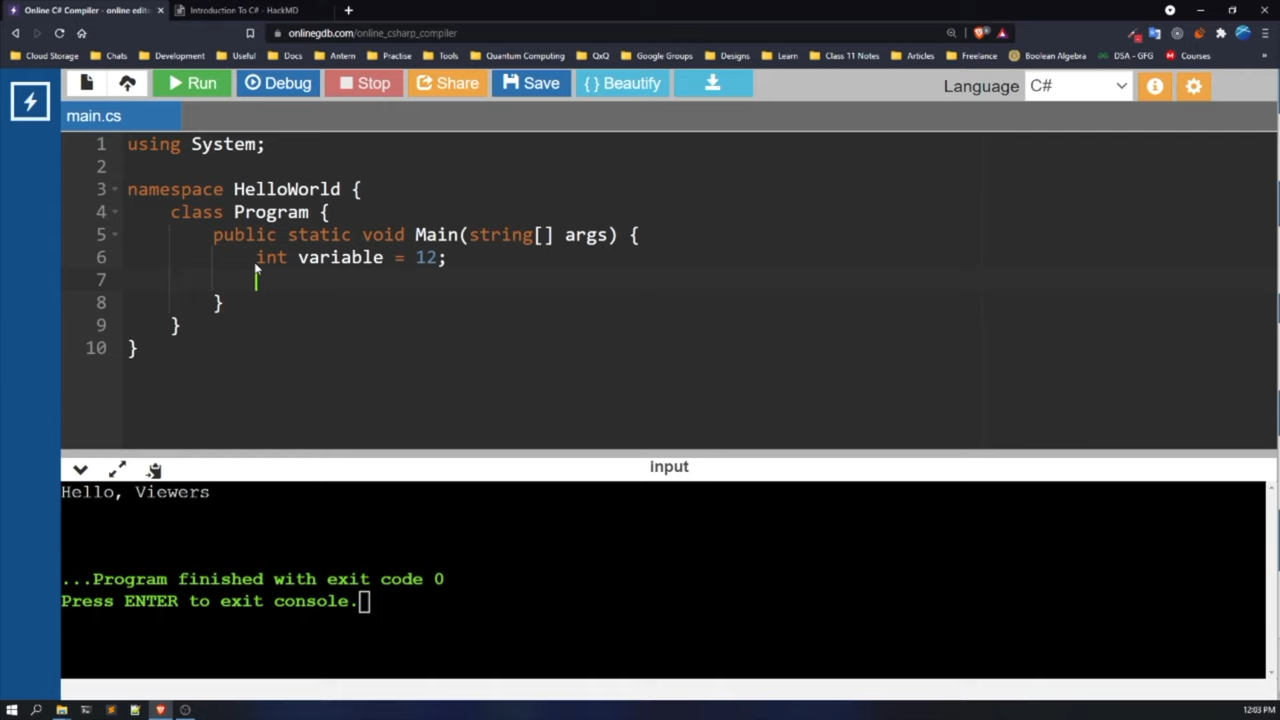 Online C# Compiler - online editi
Introduction To C# - HackMD
onlinegdb.com/online_csharp_compiler
Cloud Storage Chats Development Useful Docs Antern Practise Tools Quantum Computing QxQ Google Groups Designs Learn Class 11 Notes Articles Freelance Boolean Algebra DSA - GFG Courses »
Run Debug Stop Share Save { } Beautify Language C#
main.cs
1 using System;
2
3 namespace HelloWorld {
4 class Program {
5 public static void Main(string[] args) {
6 int variable = 12;
7
8 }
9 }
10 }
input
Hello, Viewers
...Program finished with exit code 0
Press ENTER to exit console.
12:03 PM